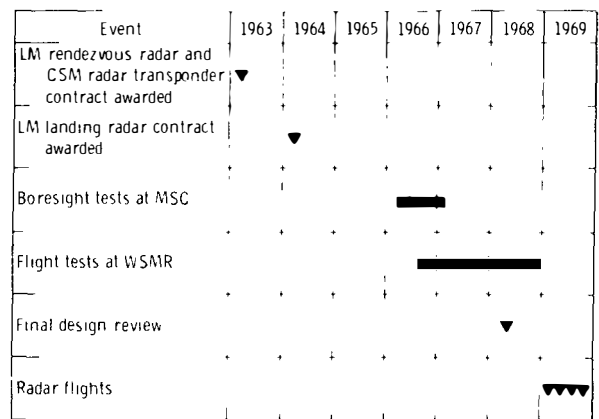 Event 1963 1964 1965 1966 1967 1968 1969
LM rendezvous radar and
CSM radar transponder
contract awarded
LM landing radar contract
awarded
Boresight tests at MSC
Flight tests at WSMR
Final design review
Radar flights